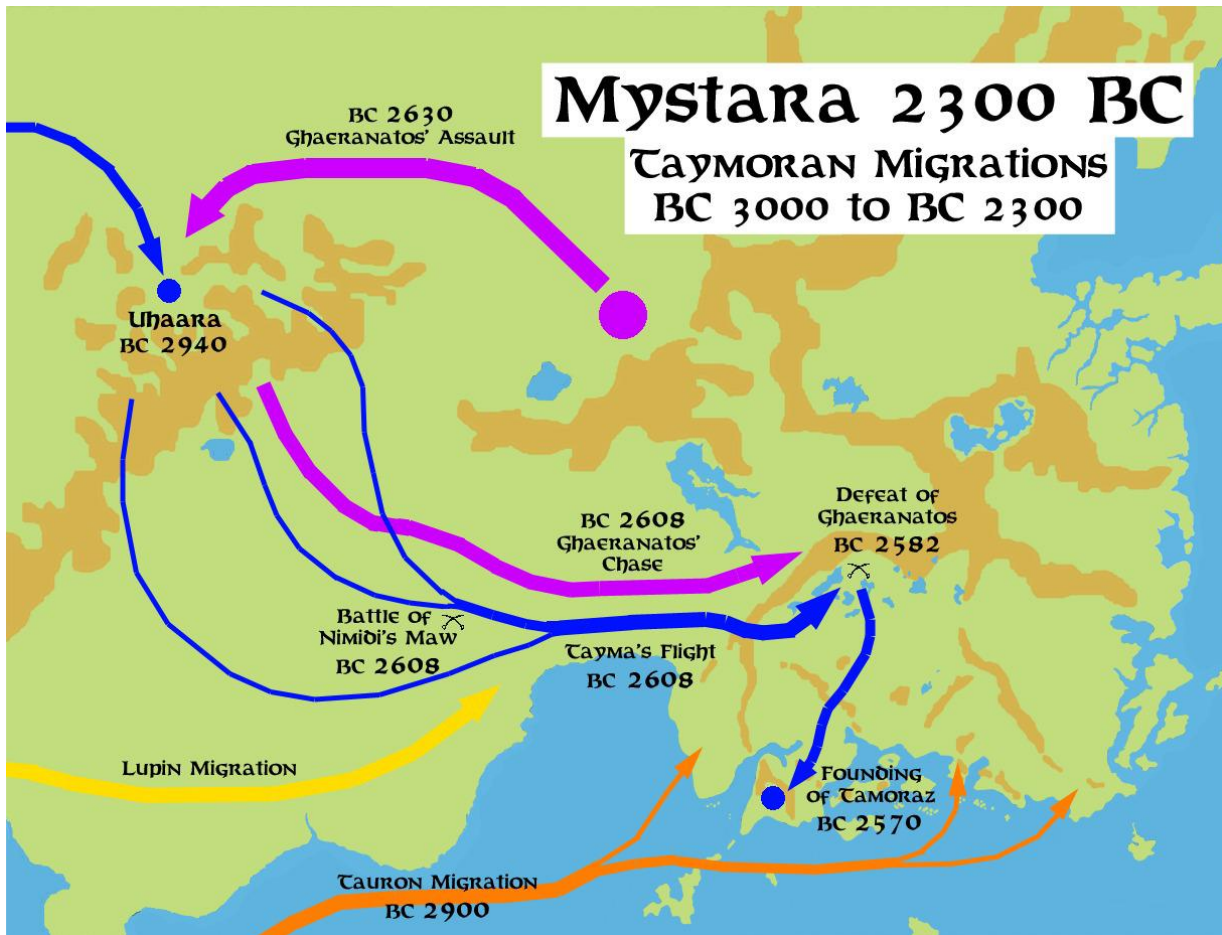 Mystara 2300 BC
Taymoran Migrations
BC 3000 to BC 2300
BC 2630
Ghaeranatos' Assault
Uhaara
BC 2940
Defeat of
Ghaeranatos
BC 2582
BC 2608
Ghaeranatos'
Chase
Battle of
Nimidi's Maw
BC 2608
Tayma's Flight
BC 2608
Lupin Migration
Founding
of Tamoraz
BC 2570
Tauron Migration
BC 2900